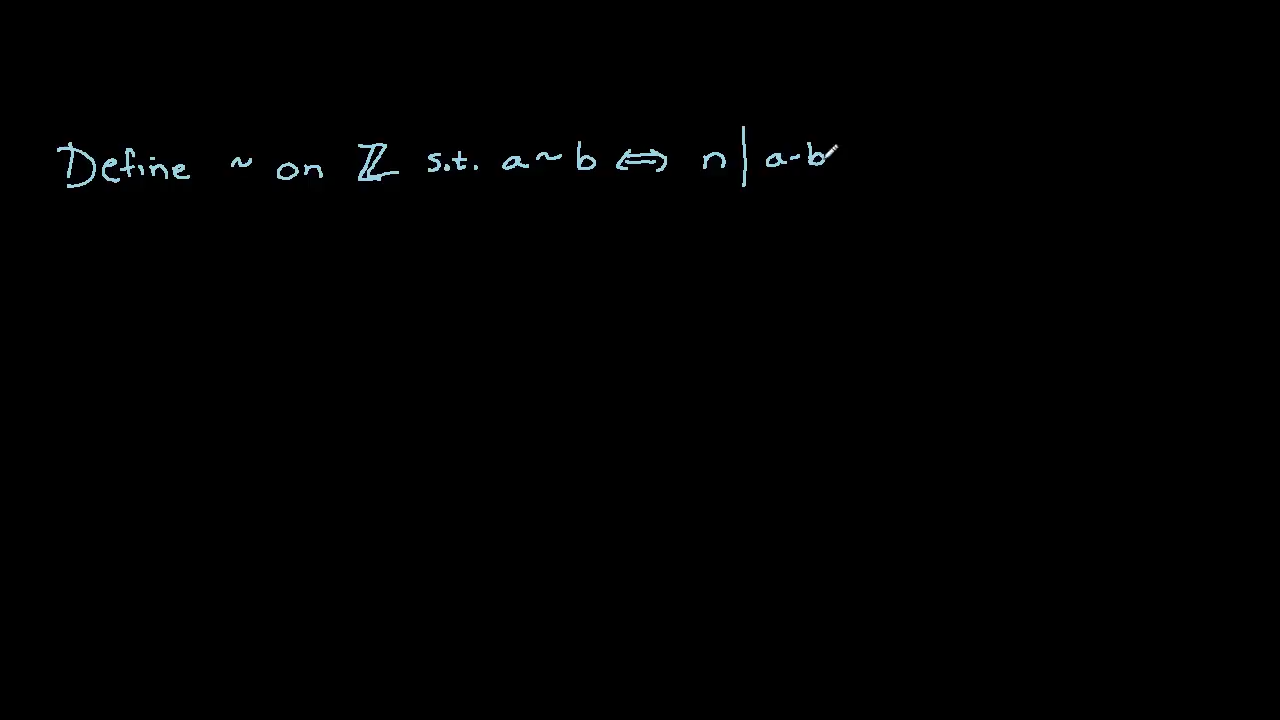 Define ~ on ℤ s.t. a ~ b ⇔ n | a-b